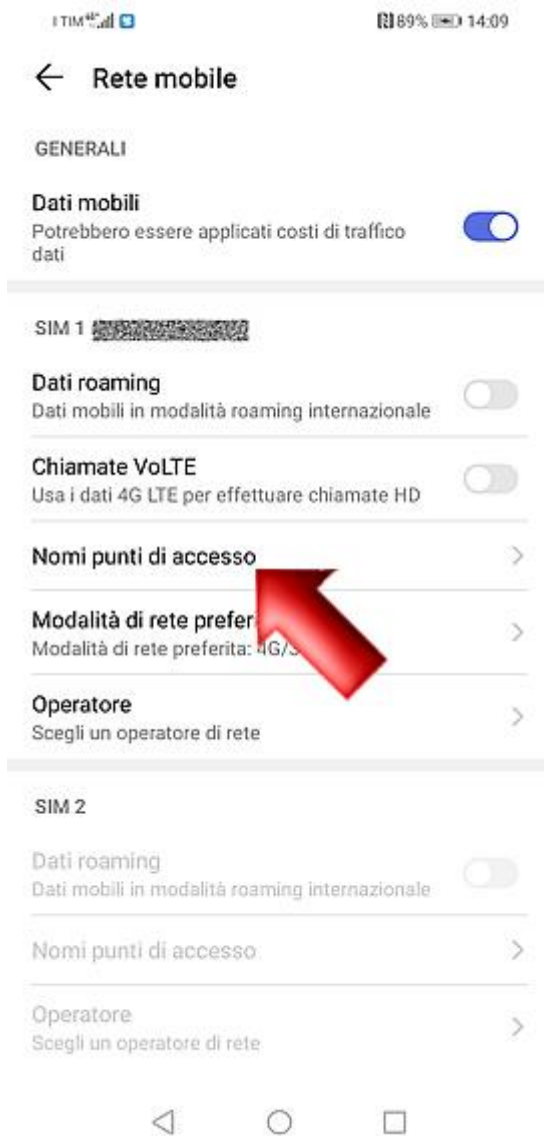 TIM 89% 14:09
Rete mobile
GENERALI
Dati mobili
Potrebbero essere applicati costi di traffico
dati
SIM 1
Dati roaming
Dati mobili in modalità roaming internazionale
Chiamate VoLTE
Usa i dati 4G LTE per effettuare chiamate HD
Nomi punti di accesso
Modalità di rete prefer
Modalità di rete preferita: 4G/3
Operatore
Scegli un operatore di rete
SIM 2
Dati roaming
Dati mobili in modalità roaming internazionale
Nomi punti di accesso
Operatore
Scegli un operatore di rete